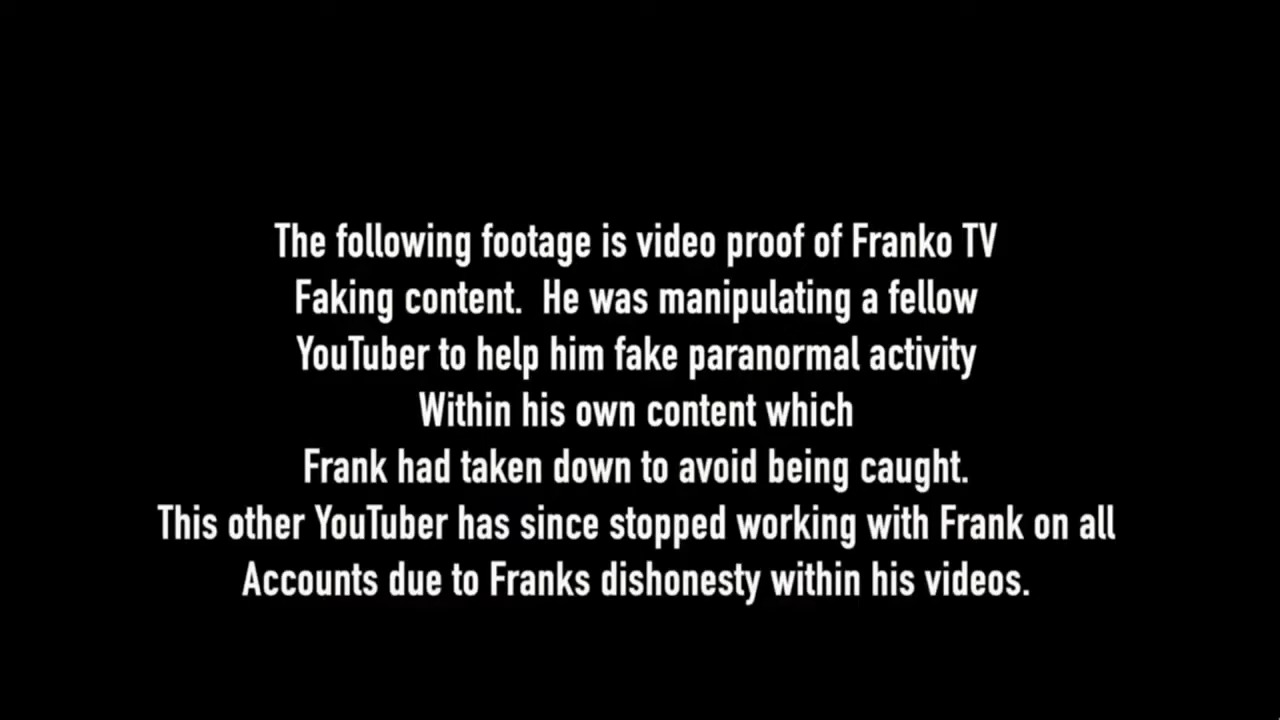 The following footage is video proof of Franko TV
Faking content. He was manipulating a fellow
YouTuber to help him fake paranormal activity
Within his own content which
Frank had taken down to avoid being caught.
This other YouTuber has since stopped working with Frank on all
Accounts due to Franks dishonesty within his videos.